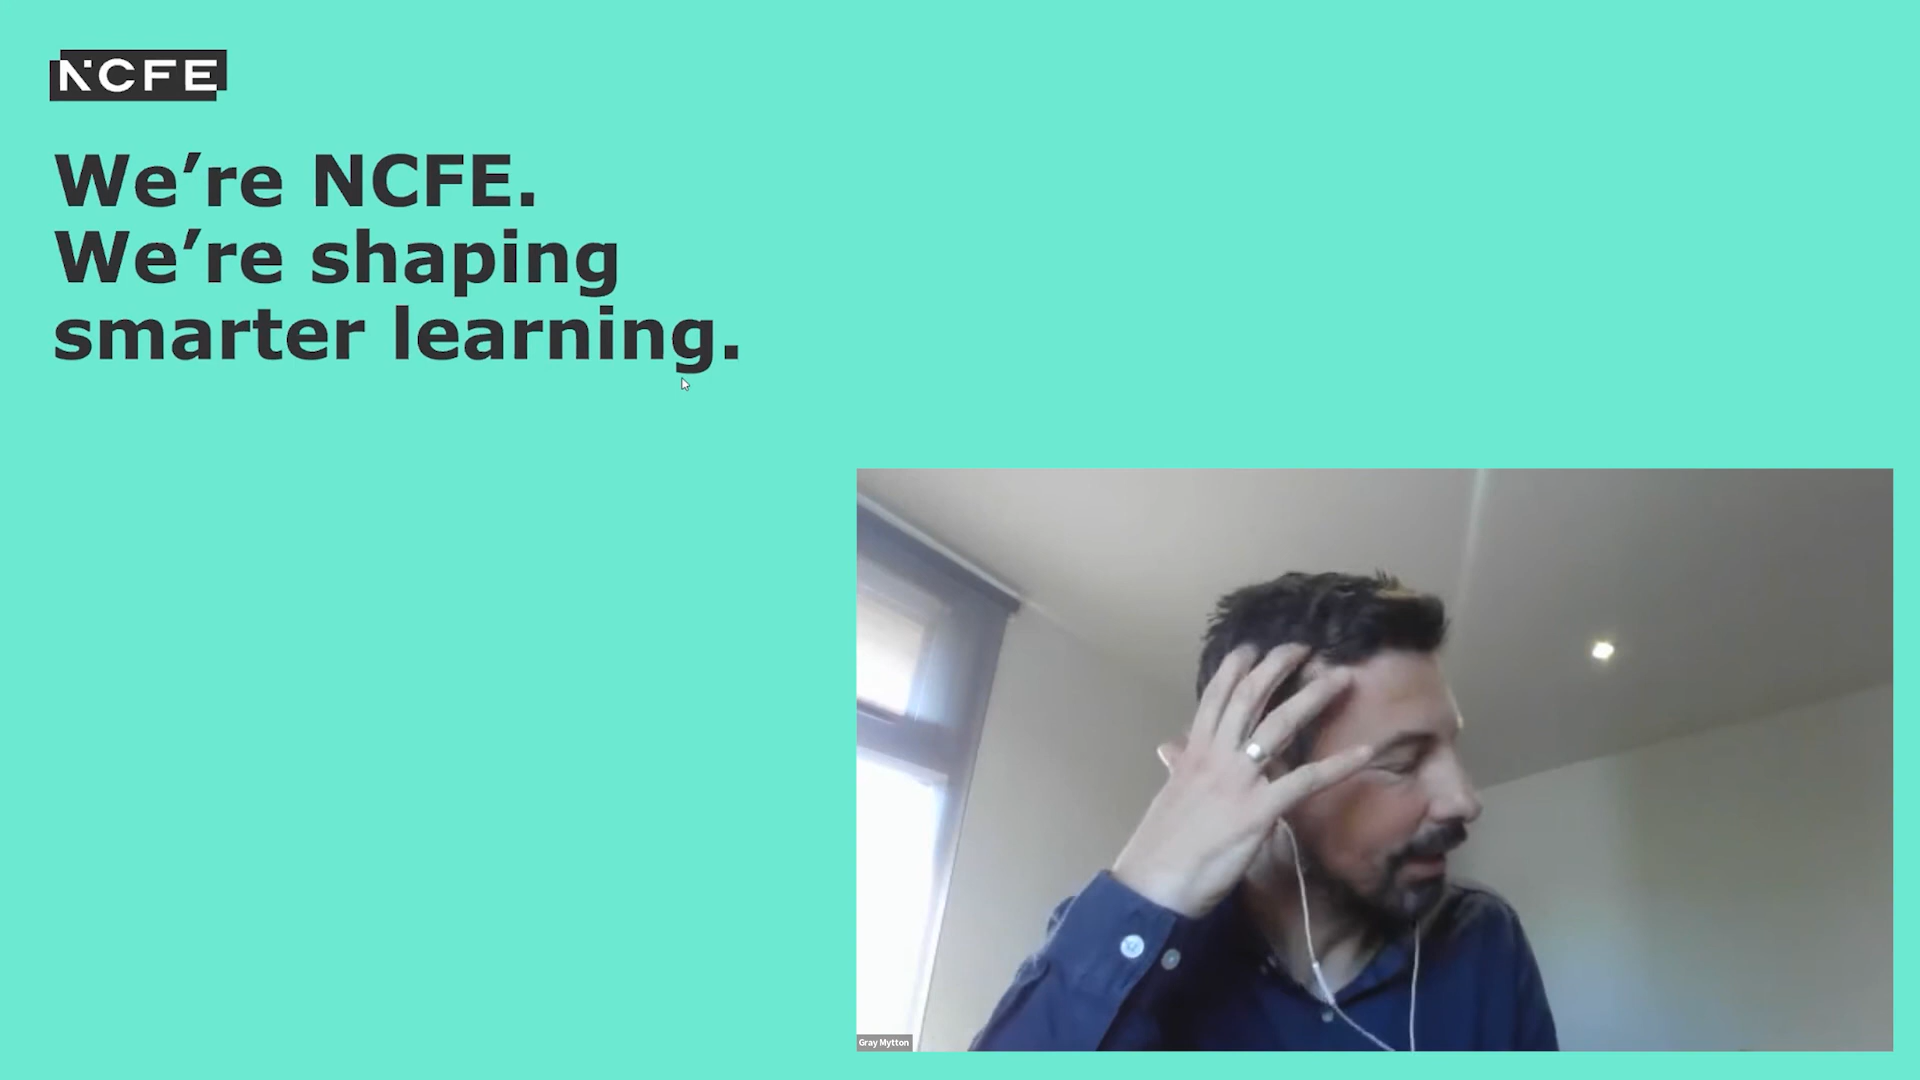 NCFE
We’re NCFE.
We’re shaping
smarter learning.
Gray Mytton